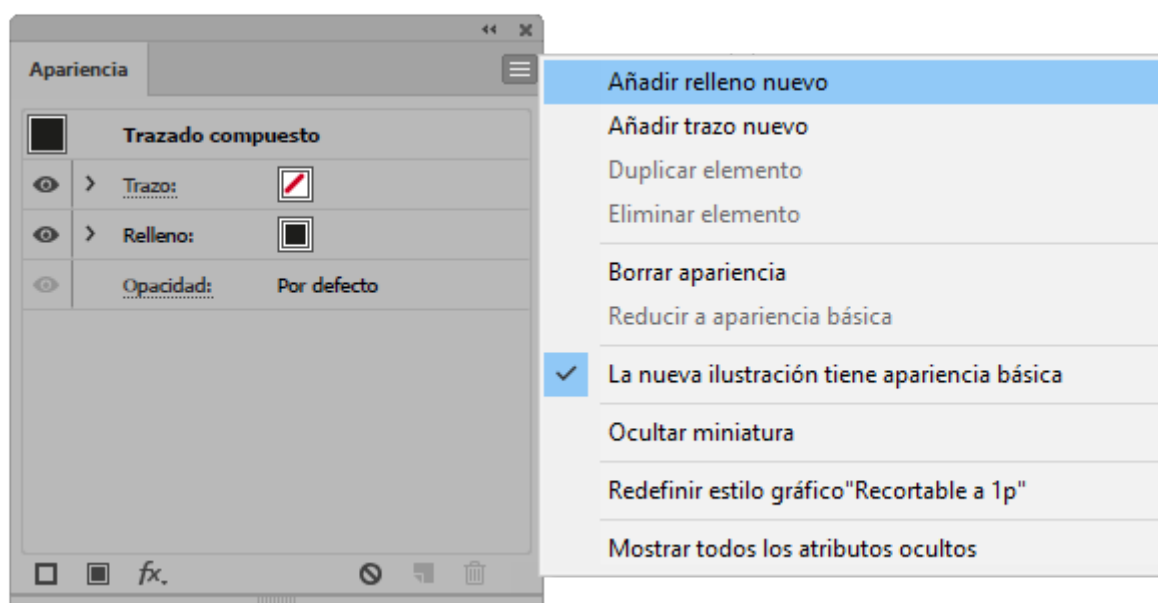 Apariencia
Trazado compuesto
Trazo:
Relleno:
Opacidad: Por defecto
fx.
Añadir relleno nuevo
Añadir trazo nuevo
Duplicar elemento
Eliminar elemento
Borrar apariencia
Reducir a apariencia básica
La nueva ilustración tiene apariencia básica
Ocultar miniatura
Redefinir estilo gráfico"Recortable a 1p"
Mostrar todos los atributos ocultos